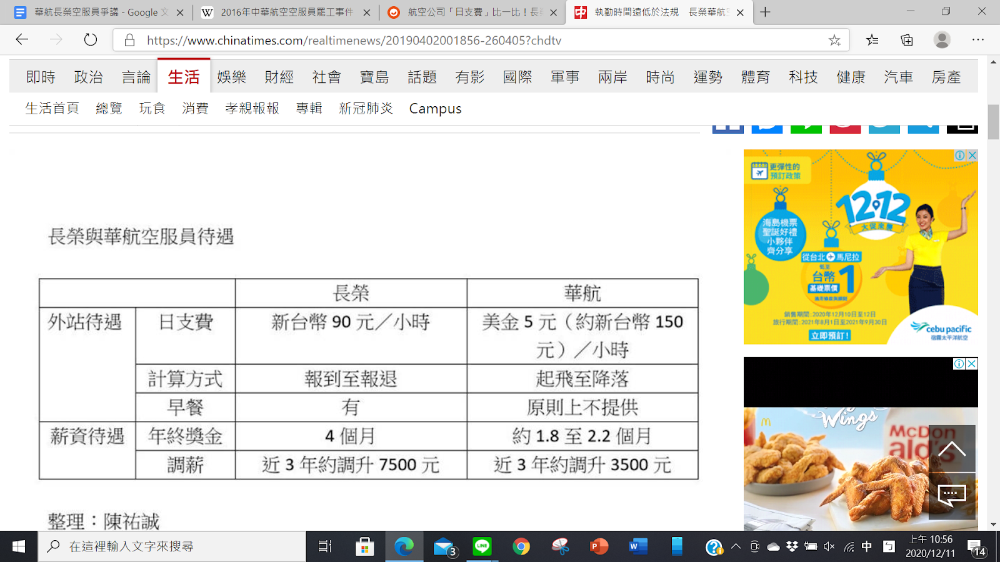 華航長榮空服員爭議 - Google 文
2016年中華航空空服員罷工事件
航空公司「日支費」比一比！長
執勤時間遠低於法規　長榮華航
https://www.chinatimes.com/realtimenews/20190402001856-260405?chdtv
即時 政治 言論 生活 娛樂 財經 社會 寶島 話題 有影 國際 軍事 兩岸 時尚 運勢 體育 科技 健康 汽車 房產
生活首頁 總覽 玩食 消費 孝親報報 專輯 新冠肺炎 Campus
長榮與華航空服員待遇
長榮 華航
外站待遇 日支費 新台幣 90 元／小時 美金 5 元（約新台幣 150
元）／小時
計算方式 報到至報退 起飛至降落
早餐 有 原則上不提供
薪資待遇 年終獎金 4 個月 約 1.8 至 2.2 個月
調薪 近 3 年約調升 7500 元 近 3 年約調升 3500 元
整理：陳祐誠
更彈性的
預訂政策
12.12
大促來襲
海島機票
聖誕好禮
小夥伴
齊分享
從台北 馬尼拉
低至
台幣 1
基礎票價
銷售期間:2020年12月10日至12日
旅行期間:2021年8月1日至2021年9月30日
立即預訂!
cebu pacific
宿霧太平洋航空
Wings
McDon
ald's
在這裡輸入文字來搜尋
3
LINE
中
上午 10:56
2020/12/11
14